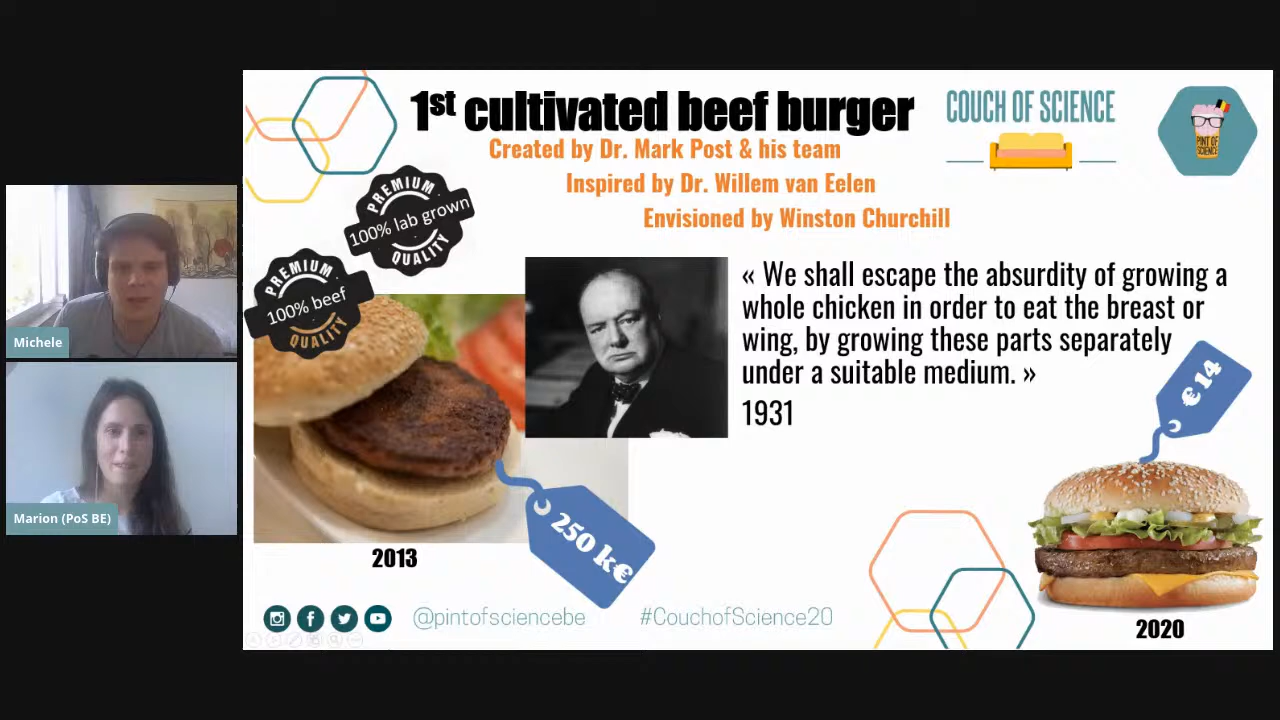 1st cultivated beef burger
Created by Dr. Mark Post & his team
Inspired by Dr. Willem van Eelen
Envisioned by Winston Churchill
COUCH OF SCIENCE
PINT OF
SCIENCE
PREMIUM
100% lab grown
QUALITY
PREMIUM
100% beef
QUALITY
« We shall escape the absurdity of growing a
whole chicken in order to eat the breast or
wing, by growing these parts separately
under a suitable medium. »
1931
€ 14
250 k€
2013
2020
@pintofsciencebe
#CouchofScience20
Michele
Marion (PoS BE)